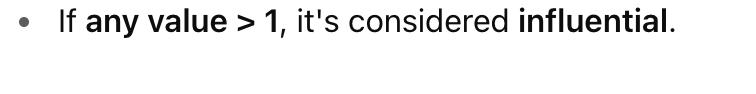 • If any value > 1, it's considered influential.